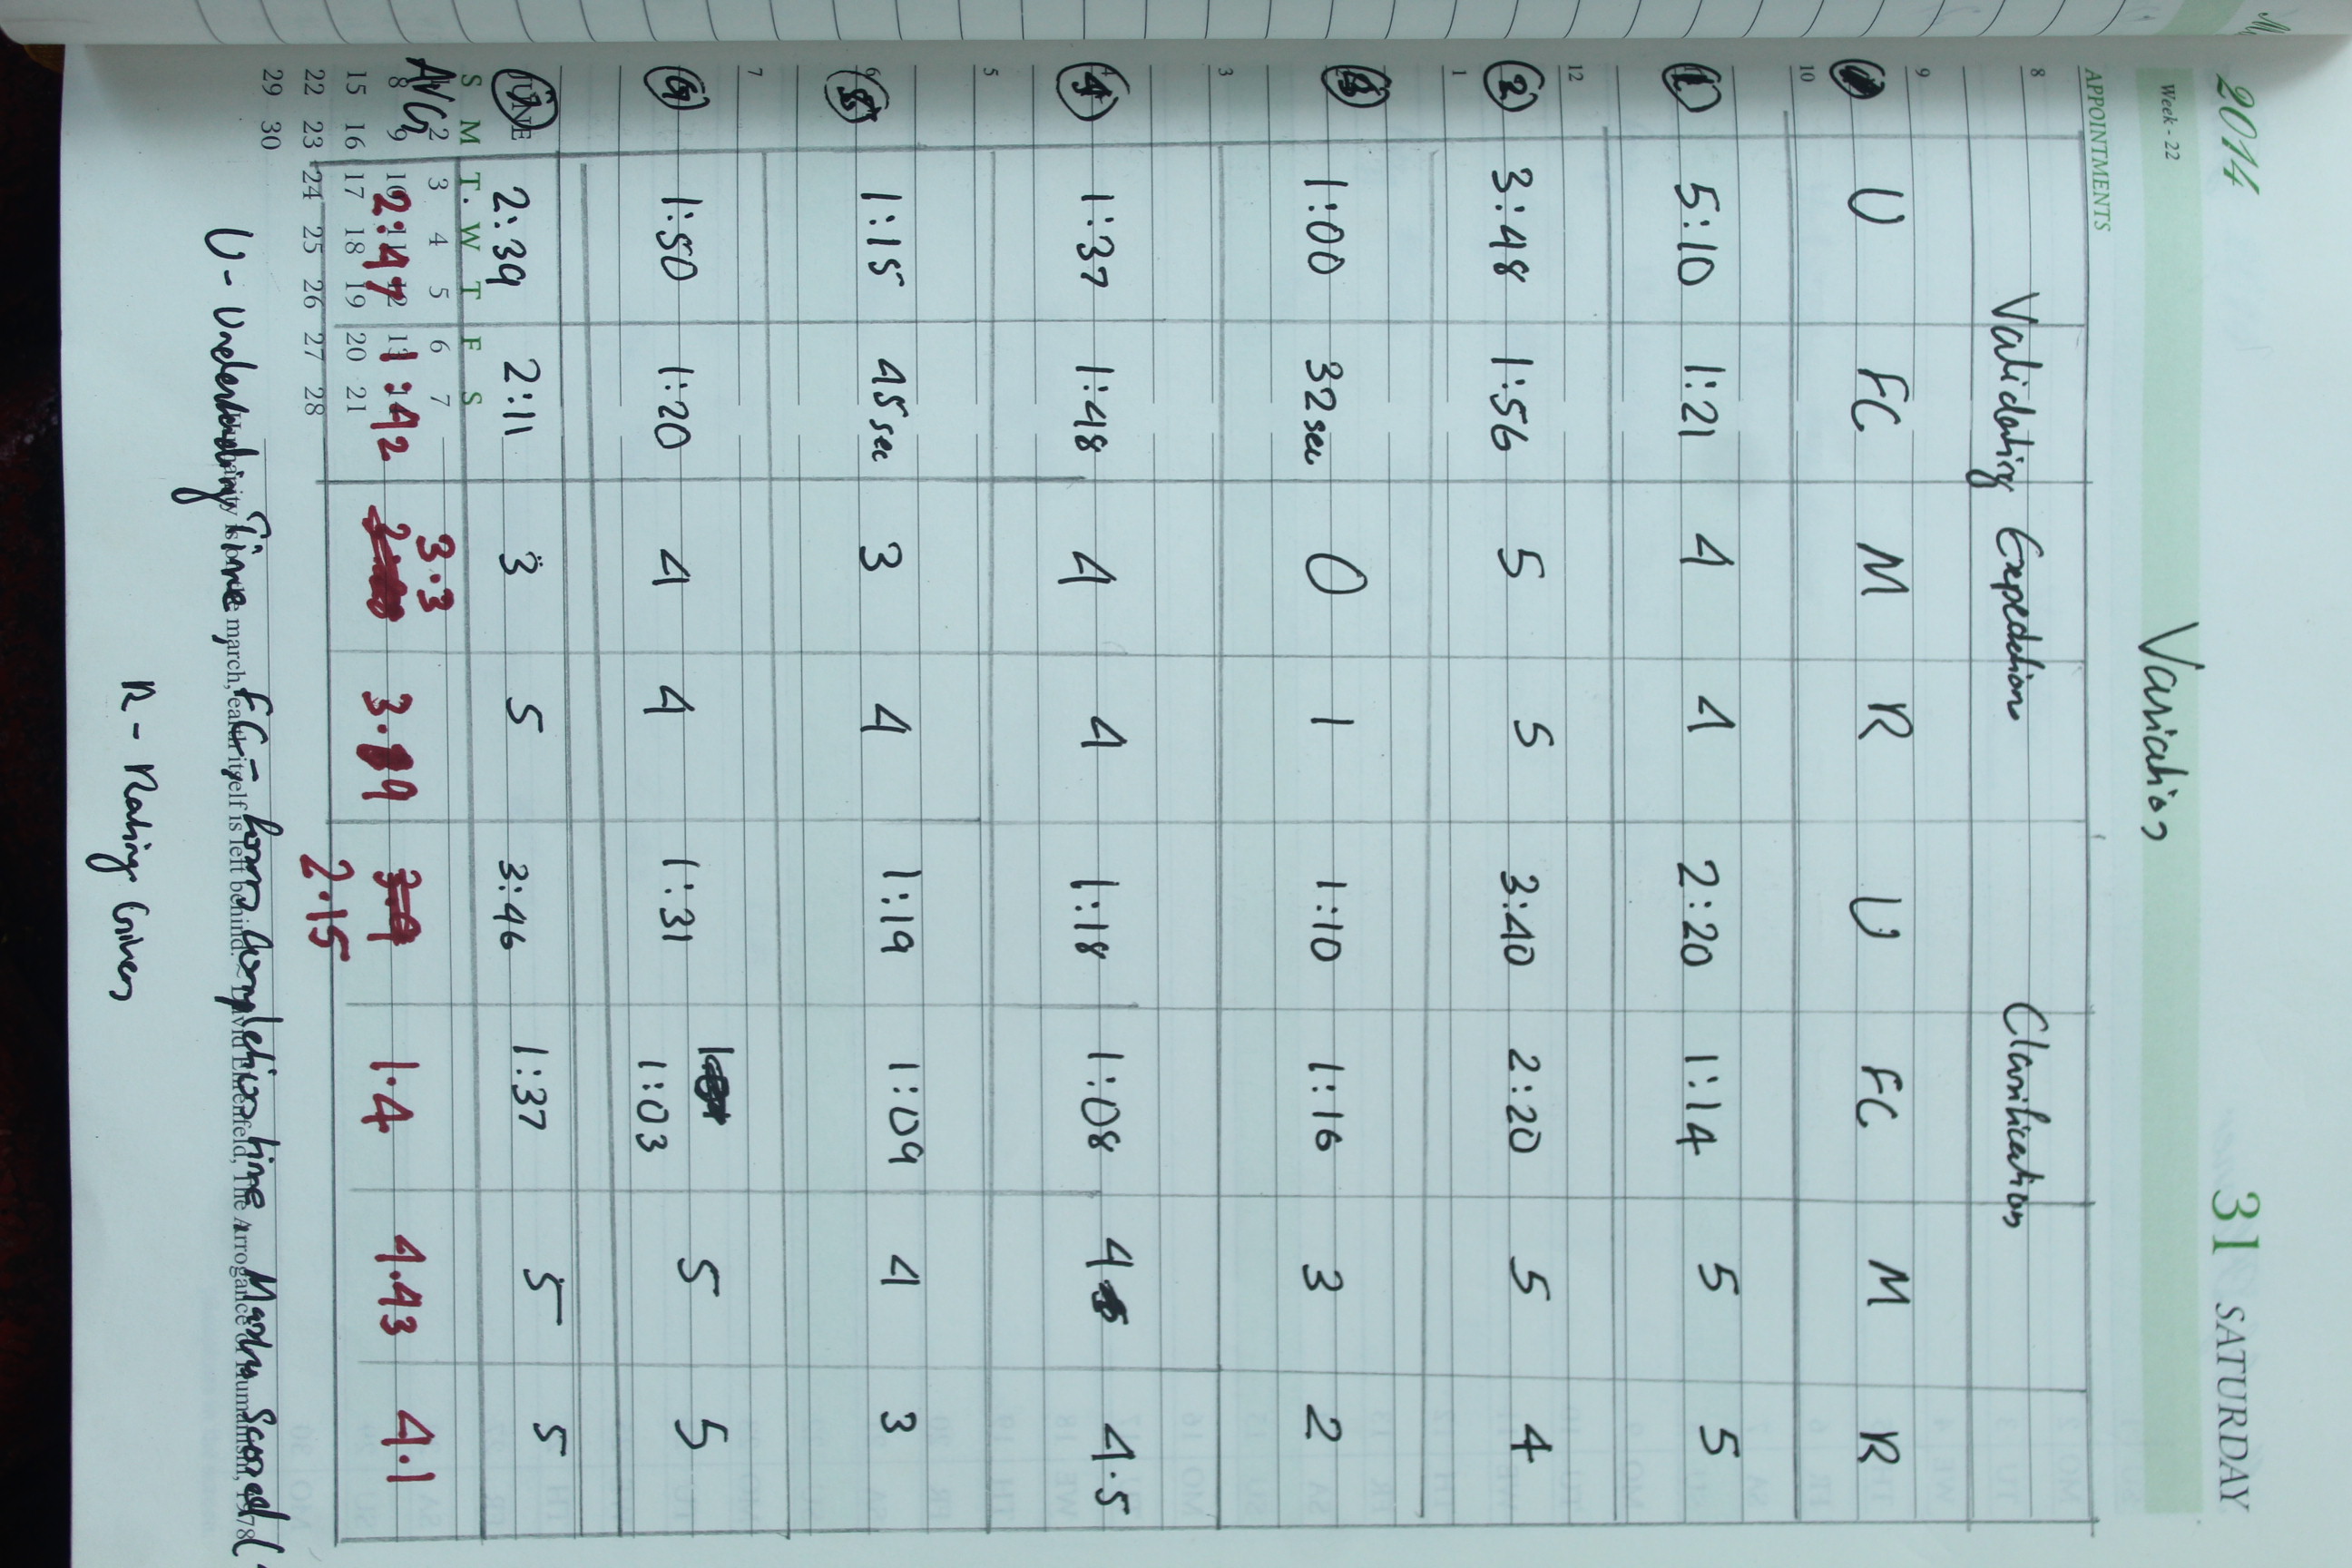 2014 31 SATURDAY
Week - 22 Variation
APPOINTMENTS
8 Validating Expectation Clarification
9
U FC M R U FC M R
10
1 5:10 1:21 4 4 2:20 1:14 5 5
12
2 3:48 1:56 5 5 3:40 2:20 5 4
1
1:00 32 sec 0 1 1:10 1:16 3 2
3
4 1:37 1:48 4 4 1:18 1:08 4 4.5
5
6
5 1:15 45 sec 3 4 1:19 1:09 4 3
7
1:50 1:20 4 4 1:31 1:03 5 5
7 2:39 2:11 3 5 3:46 1:37 5 5
JUNE
S M T W T F S
1 2 3 4 5 6 7
8 9 10 11 12 13 14
15 16 17 18 19 20 21
22 23 24 25 26 27 28
29 30
AVG 2:47 1:42 3.3 3.89 2.15 1.4 4.43 4.1
U - Understanding Time, FC - form Completion time, Marks Scored (
Humanity is on the march, earth itself is left behind. ~ David Ehrenfeld, The Arrogance of Humanism, 1978
R - Rating Given